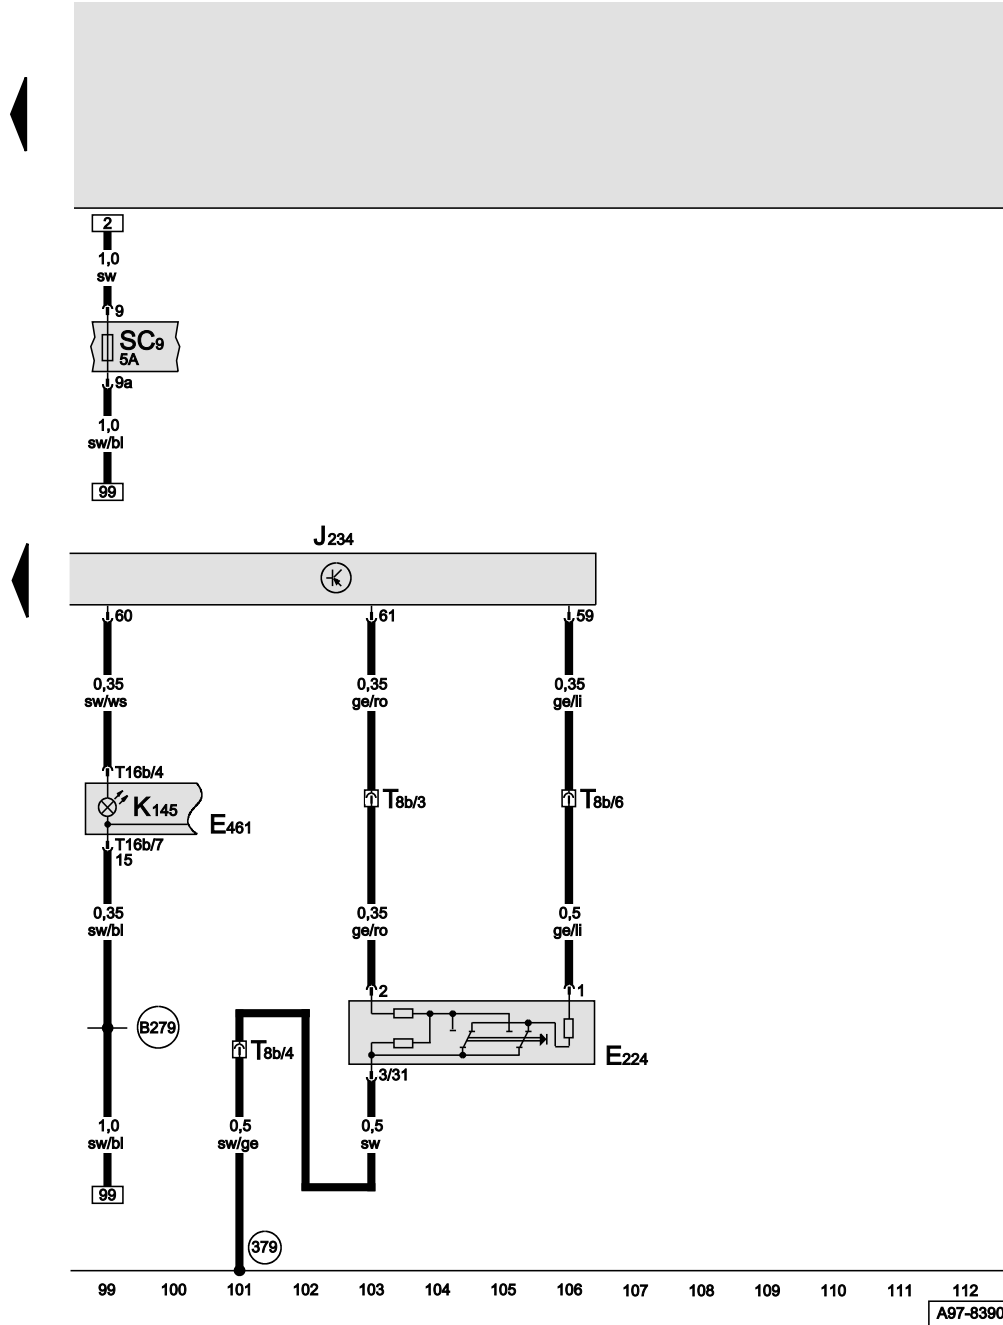 2
1,0
sw
9
SC9
5A
9a
1,0
sw/bl
99
J234
60 61 59
0,35 0,35 0,35
sw/ws ge/ro ge/li
T16b/4
K145
E461
T8b/3 T8b/6
T16b/7
15
0,35 0,35 0,5
sw/bl ge/ro ge/li
2 1
B279
T8b/4
E224
3/31
1,0 0,5 0,5
sw/bl sw/ge sw
99
379
99 100 101 102 103 104 105 106 107 108 109 110 111 112
A97-8390